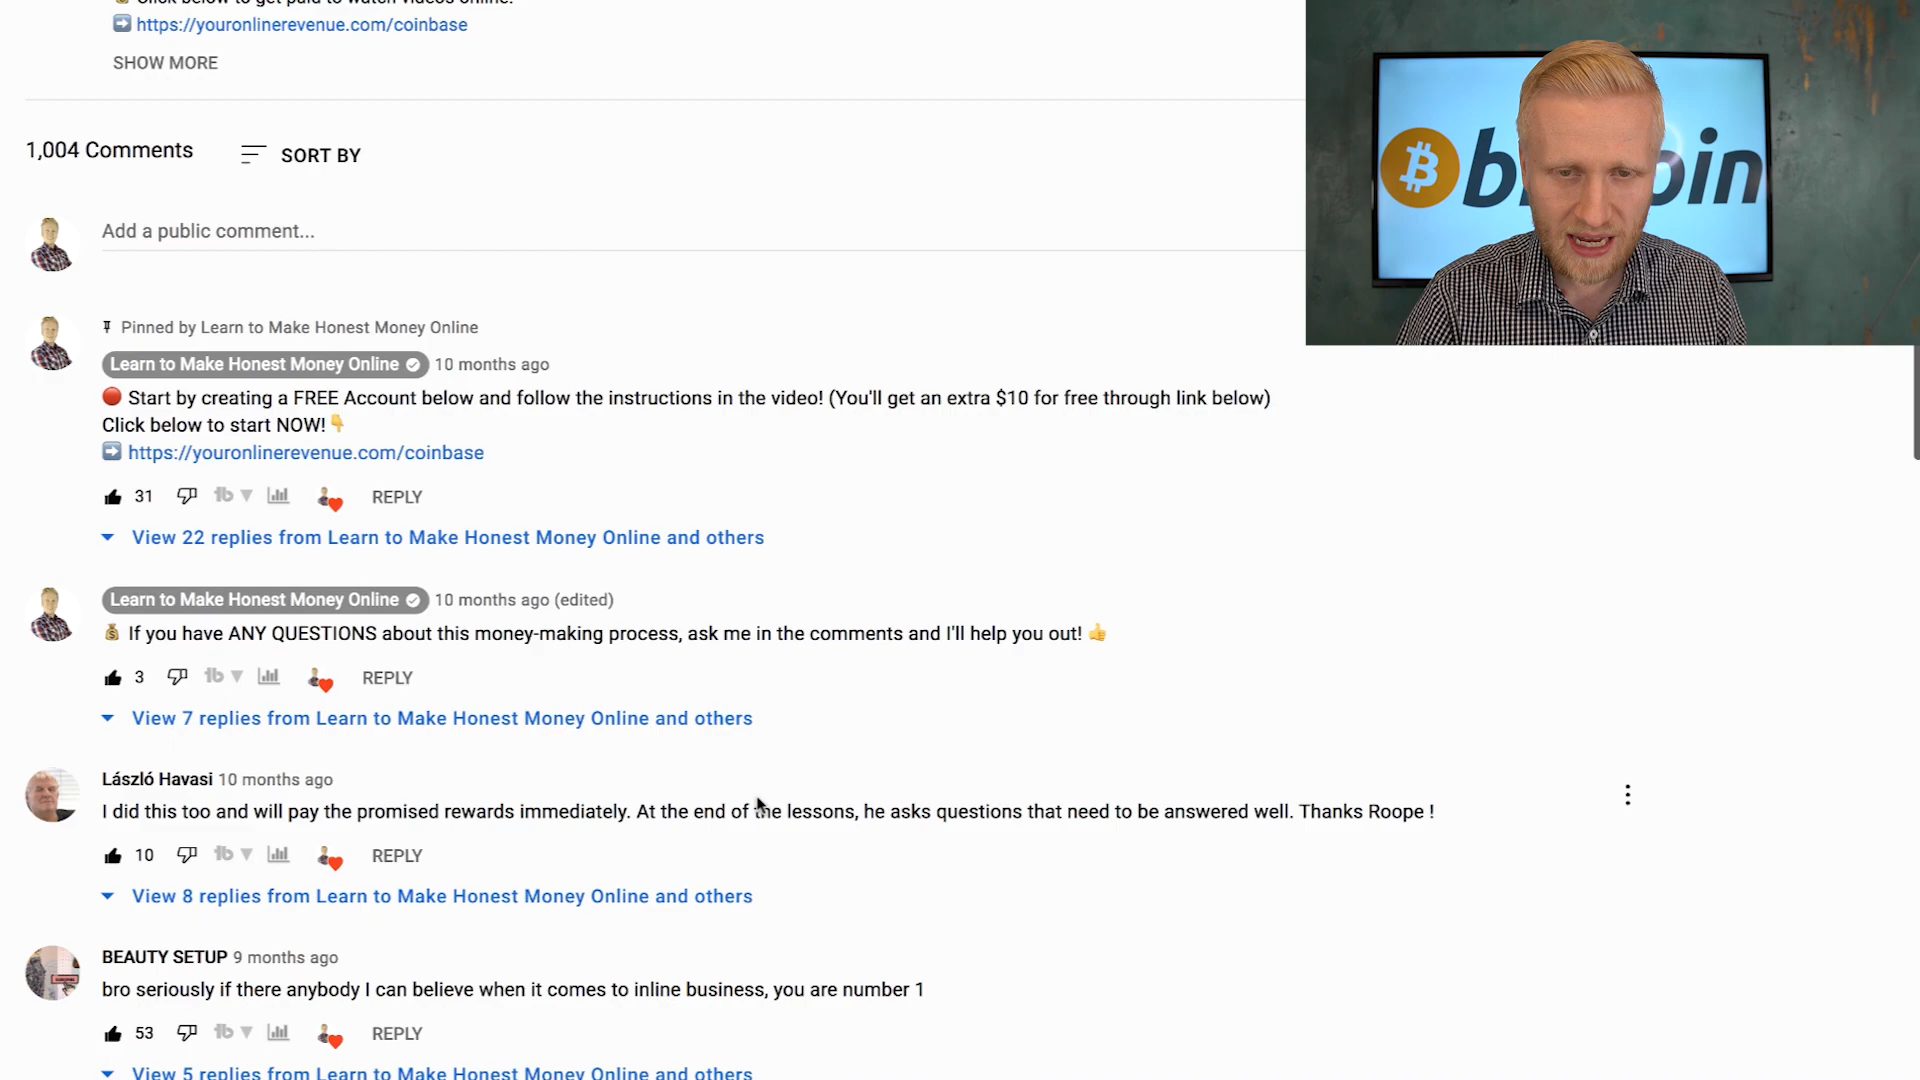 Click below to get paid to watch videos online:
➡ https://youronlinerevenue.com/coinbase
SHOW MORE
1,004 Comments
SORT BY
Add a public comment...
Pinned by Learn to Make Honest Money Online
Learn to Make Honest Money Online 10 months ago
🔴 Start by creating a FREE Account below and follow the instructions in the video! (You'll get an extra $10 for free through link below)
Click below to start NOW!👇
➡ https://youronlinerevenue.com/coinbase
31 REPLY
View 22 replies from Learn to Make Honest Money Online and others
Learn to Make Honest Money Online 10 months ago (edited)
💰 If you have ANY QUESTIONS about this money-making process, ask me in the comments and I'll help you out! 👍
3 REPLY
View 7 replies from Learn to Make Honest Money Online and others
László Havasi 10 months ago
I did this too and will pay the promised rewards immediately. At the end of the lessons, he asks questions that need to be answered well. Thanks Roope !
10 REPLY
View 8 replies from Learn to Make Honest Money Online and others
BEAUTY SETUP 9 months ago
bro seriously if there anybody I can believe when it comes to inline business, you are number 1
53 REPLY
View 5 replies from Learn to Make Honest Money Online and others